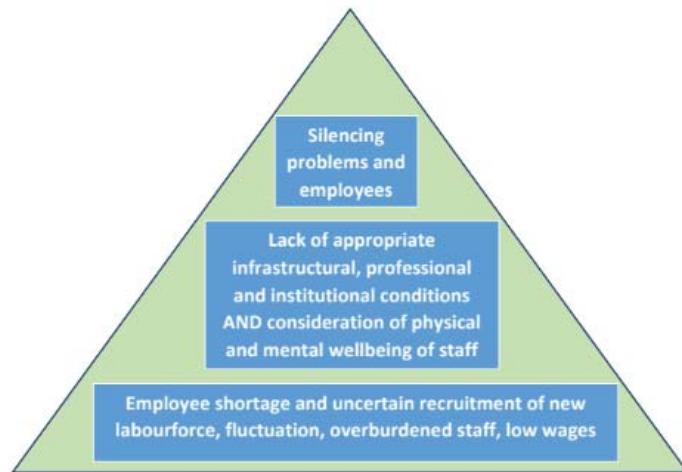 Silencing
problems and
employees
Lack of appropriate
infrastructural, professional
and institutional conditions
AND consideration of physical
and mental wellbeing of staff
Employee shortage and uncertain recruitment of new
labourforce, fluctuation, overburdened staff, low wages